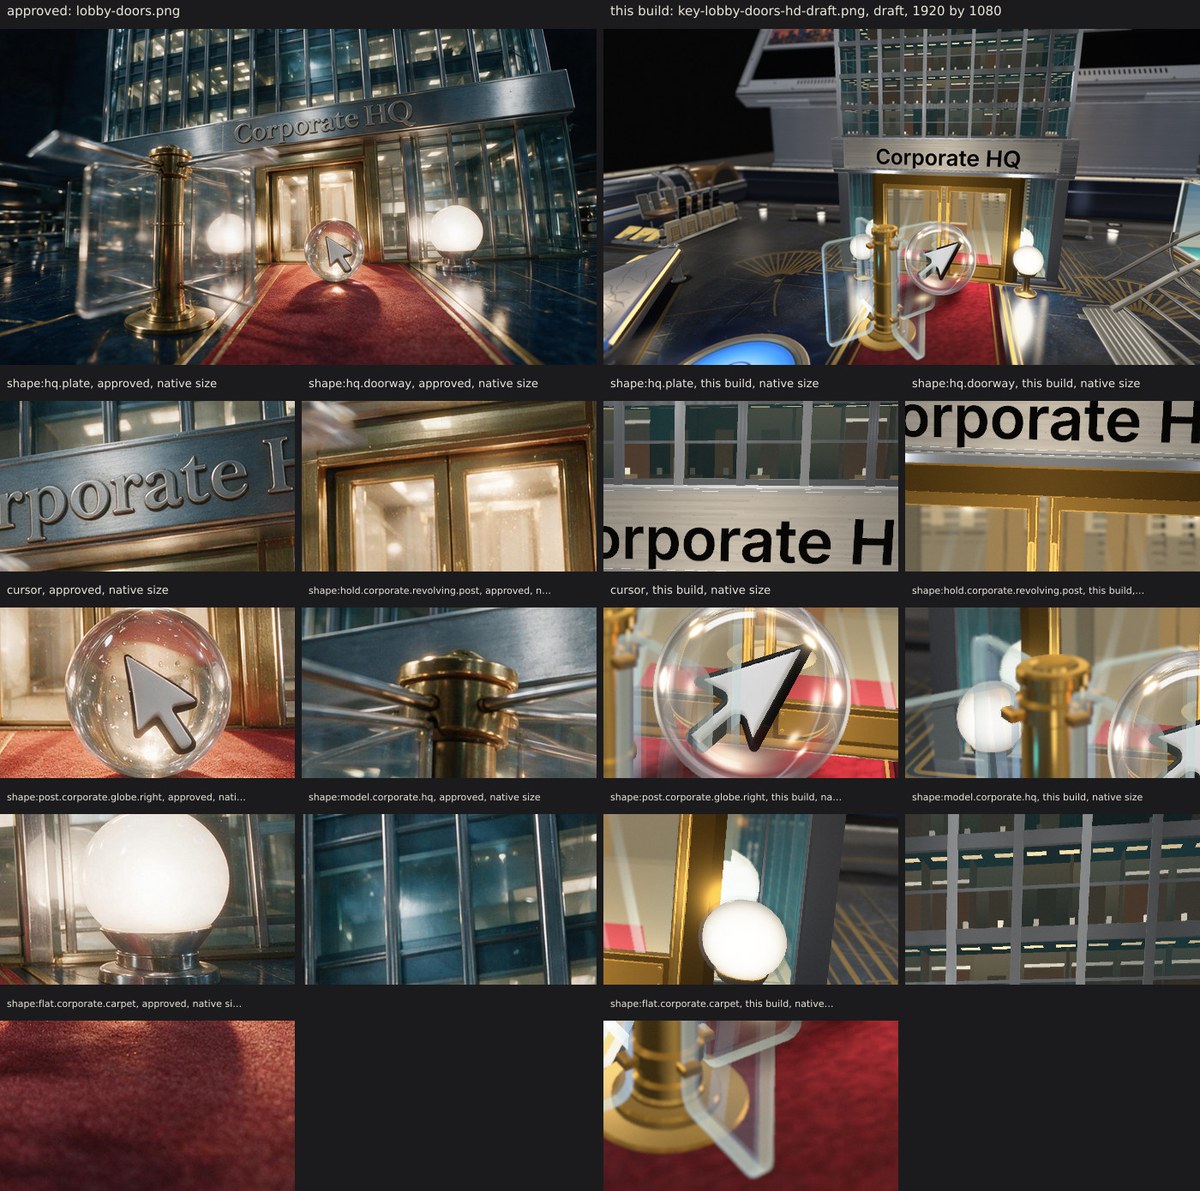 approved: lobby-doors.png
this build: key-lobby-doors-hd-draft.png, draft, 1920 by 1080
Corporate HQ
Corporate HQ
shape:hq.plate, approved, native size
shape:hq.doorway, approved, native size
shape:hq.plate, this build, native size
shape:hq.doorway, this build, native size
rporate H
orporate H
orporate H
cursor, approved, native size
shape:hold.corporate.revolving.post, approved, n...
cursor, this build, native size
shape:hold.corporate.revolving.post, this build,...
shape:post.corporate.globe.right, approved, nati...
shape:model.corporate.hq, approved, native size
shape:post.corporate.globe.right, this build, na...
shape:model.corporate.hq, this build, native size
shape:flat.corporate.carpet, approved, native si...
shape:flat.corporate.carpet, this build, native...